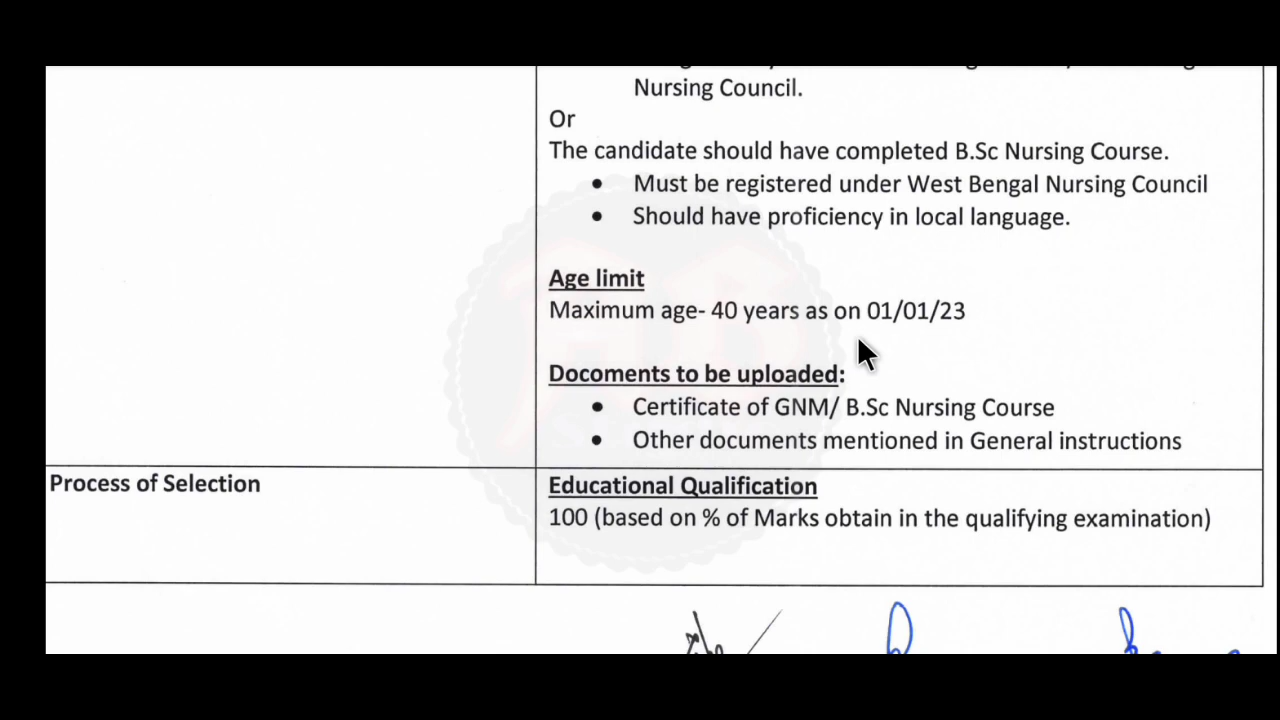 Nursing Council.
Or
The candidate should have completed B.Sc Nursing Course.
• Must be registered under West Bengal Nursing Council
• Should have proficiency in local language.
Age limit
Maximum age- 40 years as on 01/01/23
Docoments to be uploaded:
• Certificate of GNM/ B.Sc Nursing Course
• Other documents mentioned in General instructions
Process of Selection
Educational Qualification
100 (based on % of Marks obtain in the qualifying examination)